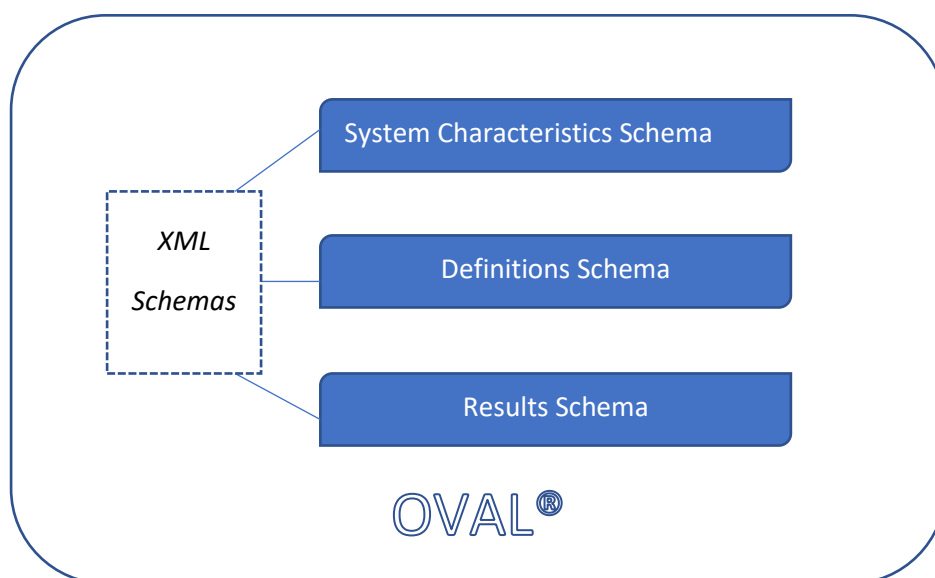 System Characteristics Schema
XML
Schemas
Definitions Schema
Results Schema
OVAL®